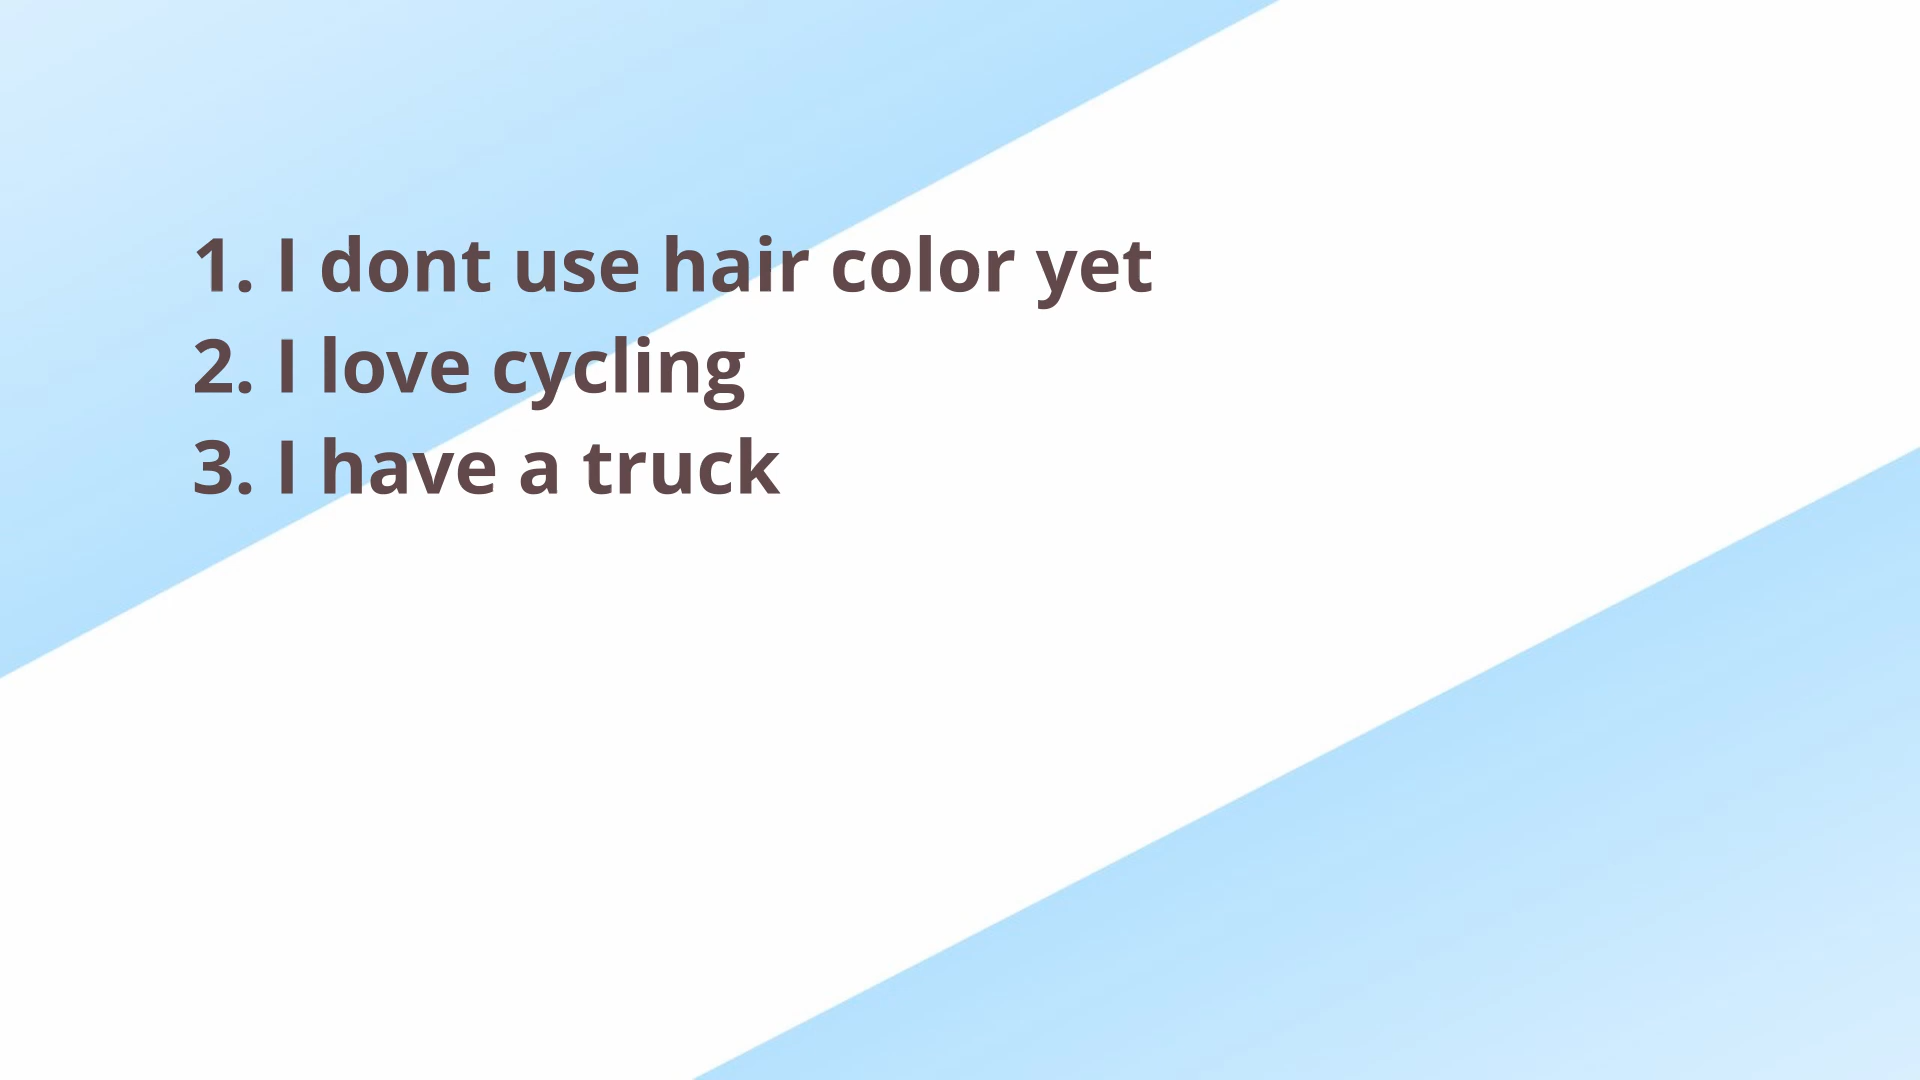 1. I dont use hair color yet
2. I love cycling
3. I have a truck